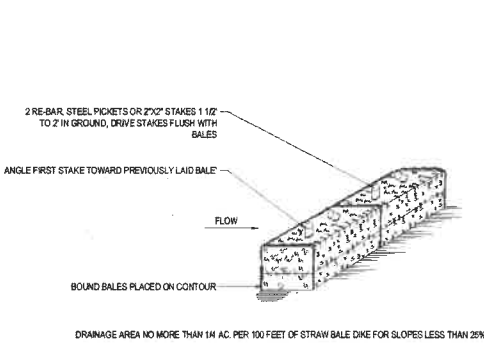 2 RE-BAR, STEEL PICKETS OR 2"X2" STAKES 1 1/2'
TO 2' IN GROUND, DRIVE STAKES FLUSH WITH
BALES
ANGLE FIRST STAKE TOWARD PREVIOUSLY LAID BALE'
FLOW
BOUND BALES PLACED ON CONTOUR
DRAINAGE AREA NO MORE THAN 1/4 AC. PER 100 FEET OF STRAW BALE DIKE FOR SLOPES LESS THAN 25%